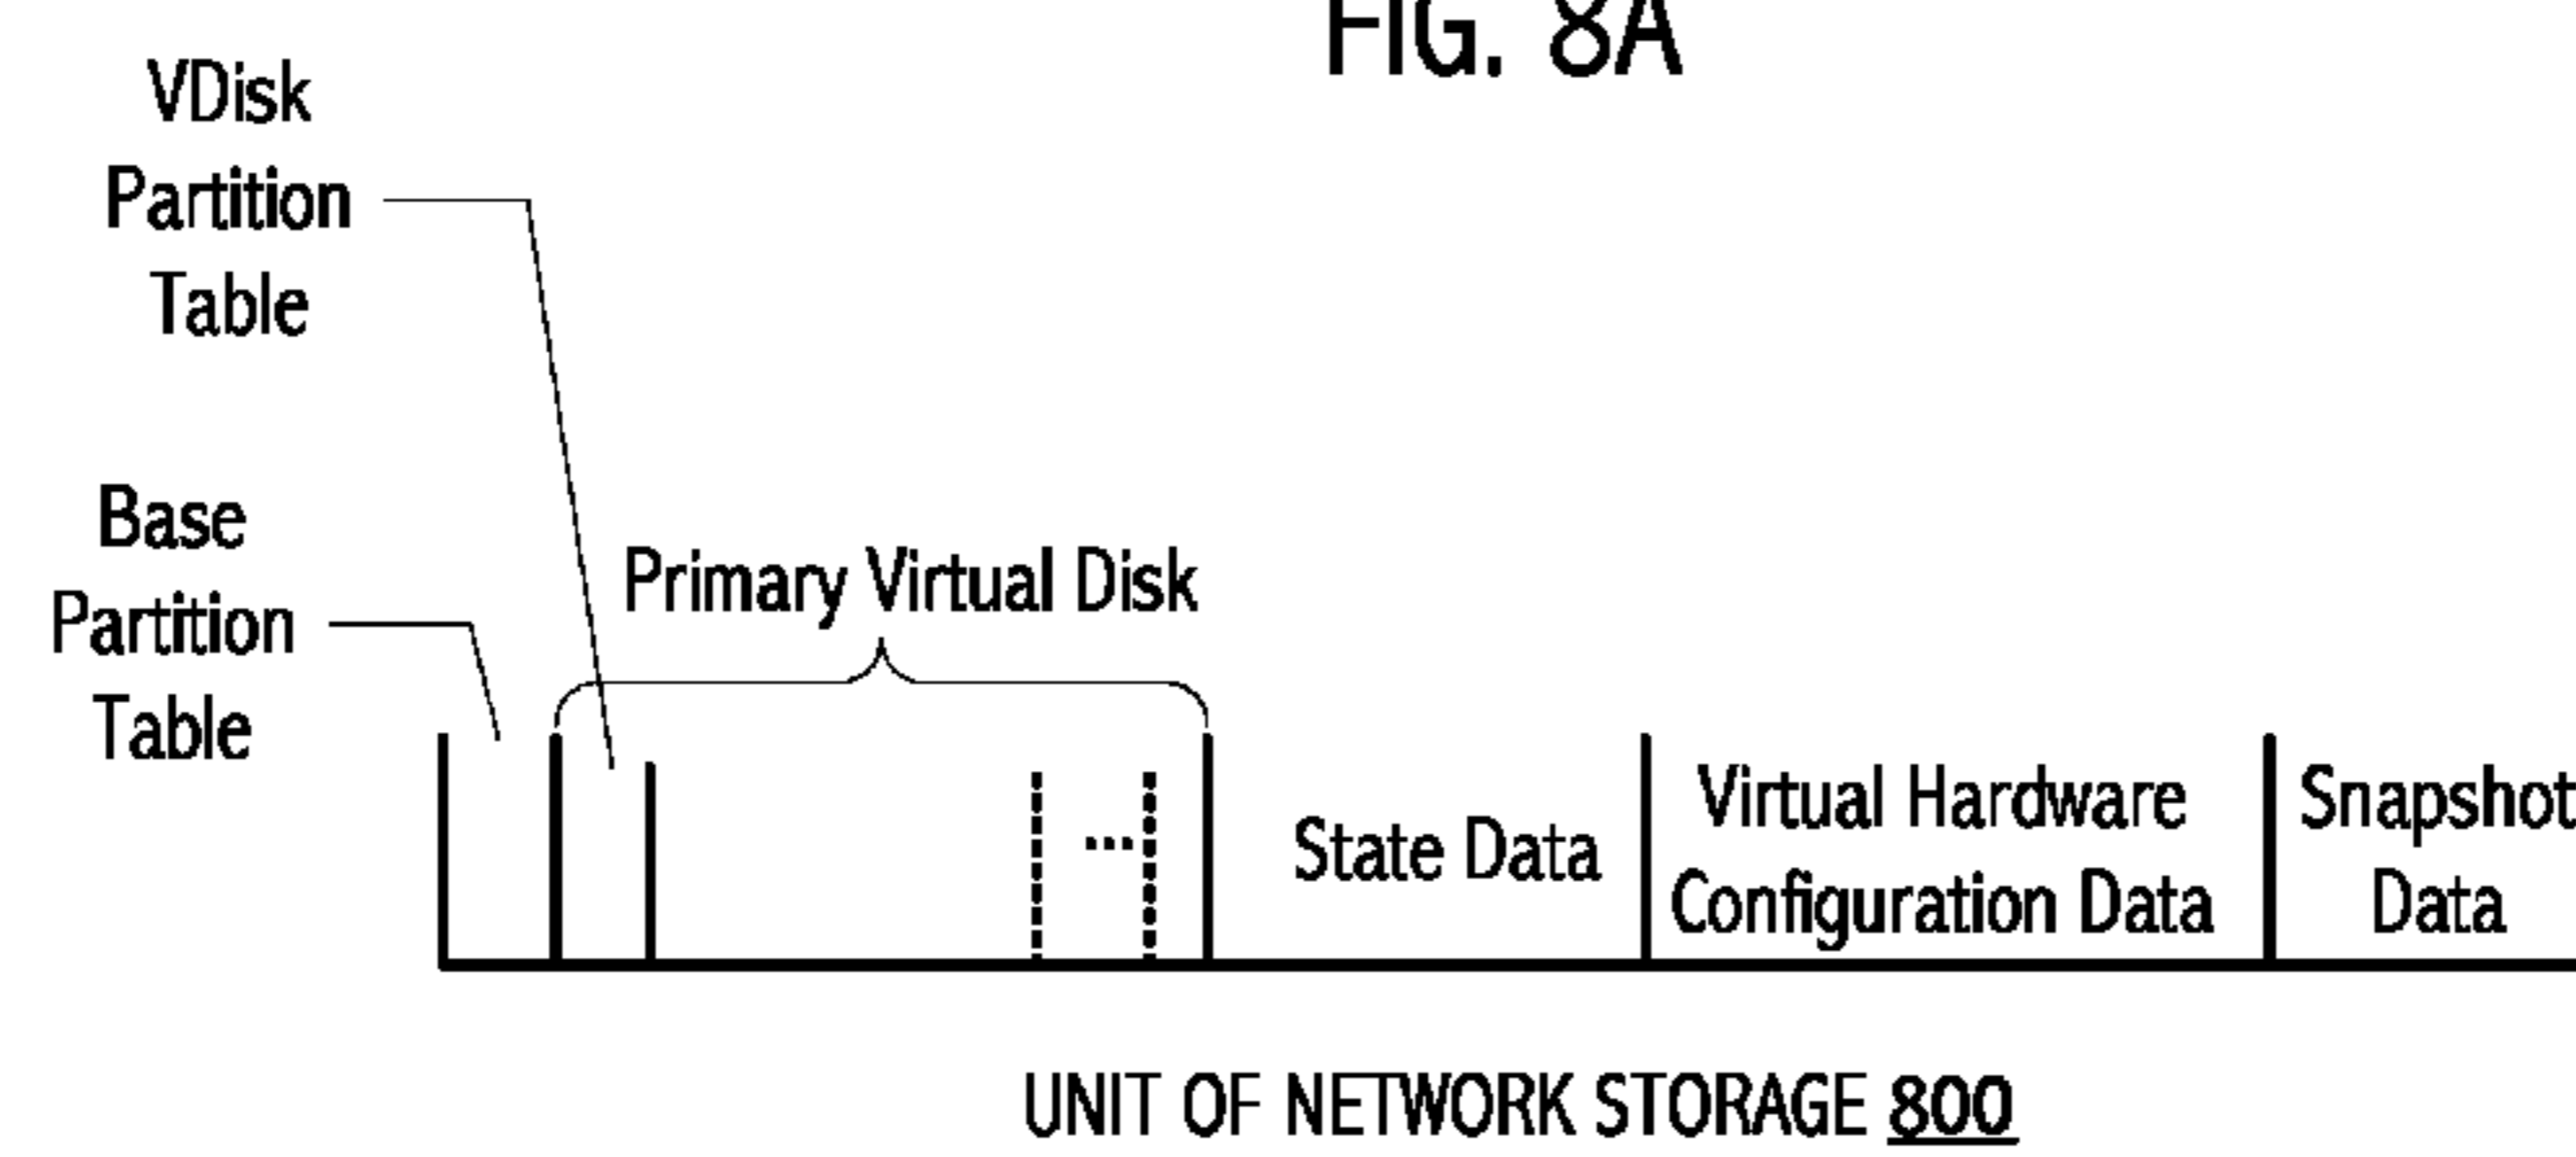 FIG. 8A
VDisk
Partition
Table
Base
Partition
Table
Primary Virtual Disk
...
State Data
Virtual Hardware
Configuration Data
Snapshot
Data
UNIT OF NETWORK STORAGE 800